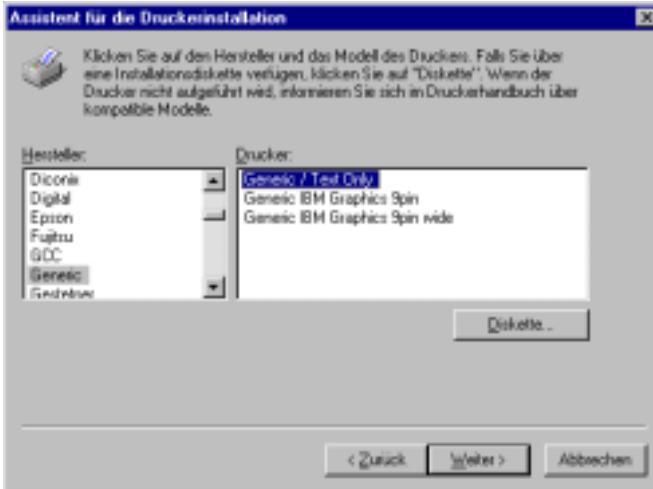 Assistent für die Druckerinstallation
Klicken Sie auf den Hersteller und das Modell des Druckers. Falls Sie über
eine Installationsdiskette verfügen, klicken Sie auf "Diskette". Wenn der
Drucker nicht aufgeführt wird, informieren Sie sich im Druckerhandbuch über
kompatible Modelle.
Hersteller:
Diconix
Digital
Epson
Fujitsu
GCC
Generic
Gestetner
Drucker:
Generic / Text Only
Generic IBM Graphics 9pin
Generic IBM Graphics 9pin wide
Diskette...
< Zurück
Weiter >
Abbrechen